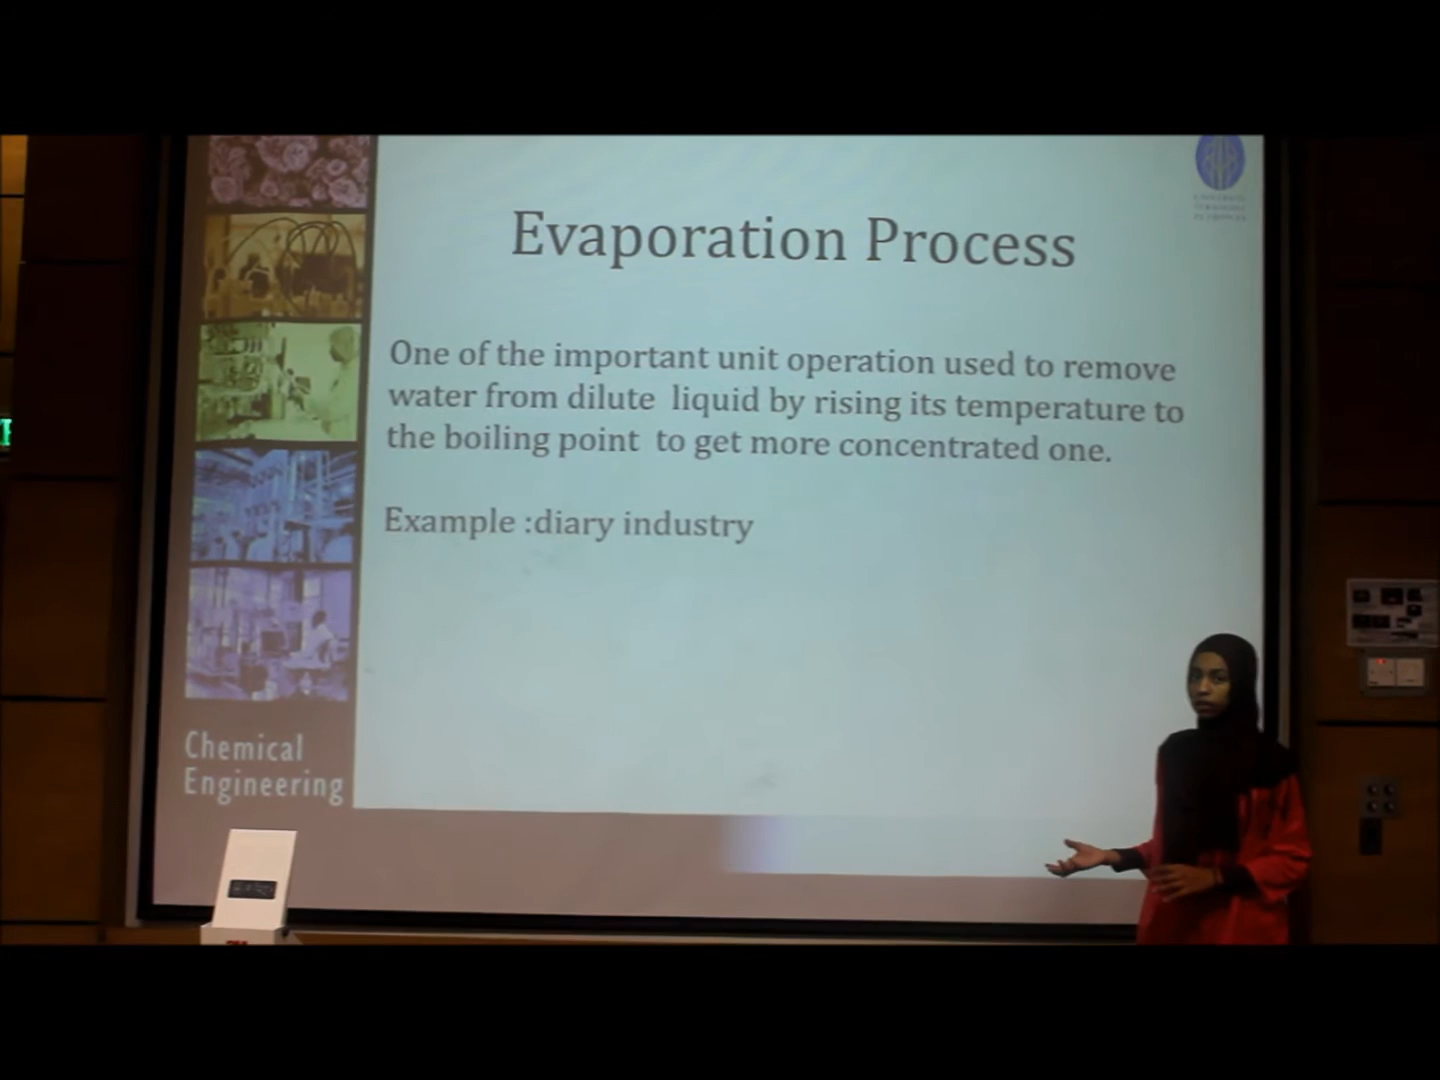 Evaporation Process
One of the important unit operation used to remove
water from dilute liquid by rising its temperature to
the boiling point to get more concentrated one.
Example :diary industry
Chemical
Engineering